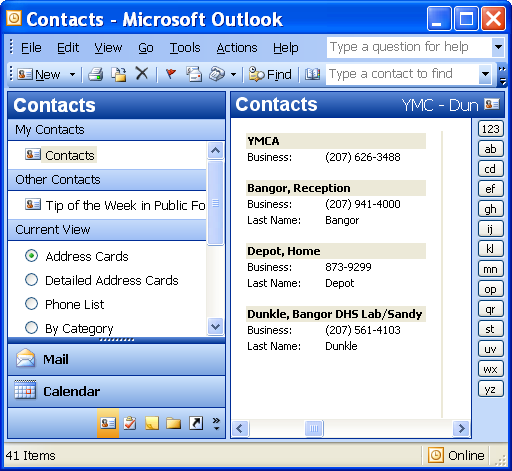 Contacts - Microsoft Outlook
File Edit View Go Tools Actions Help Type a question for help
New Find Type a contact to find
Contacts
My Contacts
Contacts
Other Contacts
Tip of the Week in Public Fo
Current View
Address Cards
Detailed Address Cards
Phone List
By Category
Mail
Calendar
Contacts YMC - Dun
YMCA
Business: (207) 626-3488
Bangor, Reception
Business: (207) 941-4000
Last Name: Bangor
Depot, Home
Business: 873-9299
Last Name: Depot
Dunkle, Bangor DHS Lab/Sandy
Business: (207) 561-4103
Last Name: Dunkle
123
ab
cd
ef
gh
ij
kl
mn
op
qr
st
uv
wx
yz
41 Items Online